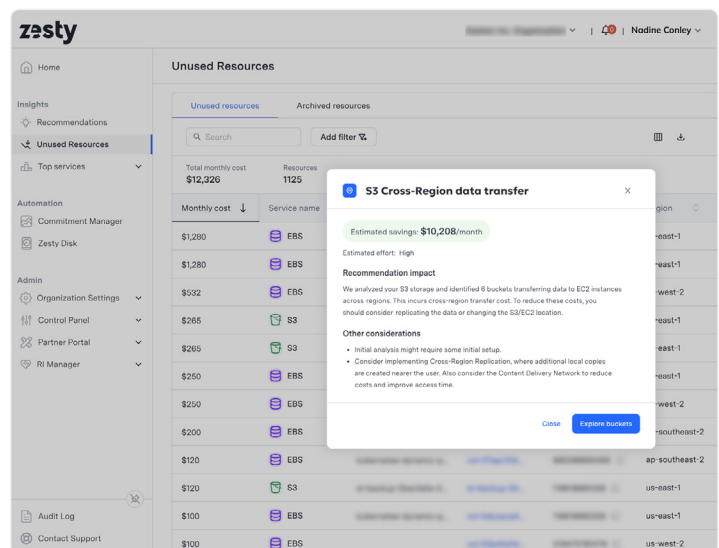 zesty
Nadine Conley
Home
Unused Resources
Insights
Recommendations
Unused Resources
Top services
Automation
Commitment Manager
Zesty Disk
Admin
Organization Settings
Control Panel
Partner Portal
RI Manager
Audit Log
Contact Support
Unused resources Archived resources
Search Add filter
Total monthly cost Resources
$12,326 1125
Monthly cost Service name gion
$1,280 EBS -east-1
$1,280 EBS -east-1
$532 EBS -west-2
$265 S3 -east-1
$265 S3 -east-1
$250 EBS -east-1
$250 EBS -west-2
$200 EBS -southeast-2
$120 EBS ap-southeast-2
$120 S3 us-east-1
$100 EBS us-east-1
$100 EBS us-west-2
S3 Cross-Region data transfer
Estimated savings: $10,208/month
Estimated effort: High
Recommendation impact
We analyzed your S3 storage and identified 6 buckets transferring data to EC2 instances
across regions. This incurs cross-region transfer cost. To reduce these costs, you
should consider replicating the data or changing the S3/EC2 location.
Other considerations
• Initial analysis might require some initial setup.
• Consider implementing Cross-Region Replication, where additional local copies
are created nearer the user. Also consider the Content Delivery Network to reduce
costs and improve access time.
Close Explore buckets